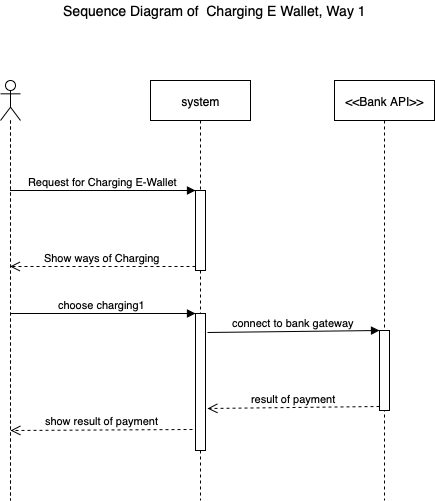 Sequence Diagram of  Charging E Wallet, Way 1
system
<<Bank API>>
Request for Charging E-Wallet
Show ways of Charging
choose charging1
connect to bank gateway
result of payment
show result of payment